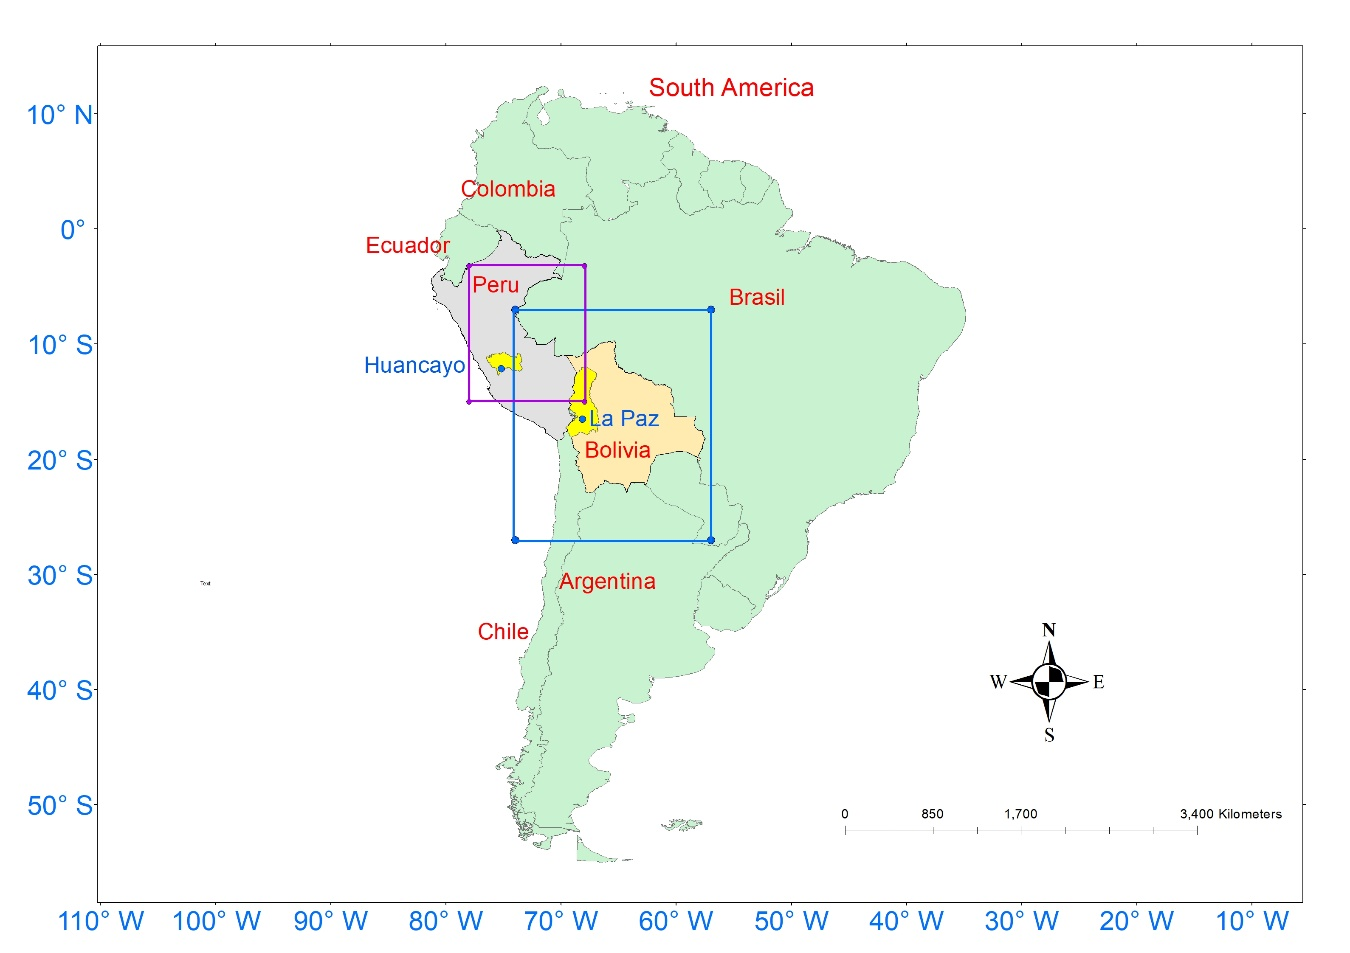 South America
10° N
Colombia
0°
Ecuador
Peru
Brasil
10° S
Huancayo
La Paz
20° S
Bolivia
30° S
Text
Argentina
Chile
N
W
E
S
40° S
50° S
0 850 1,700 3,400 Kilometers
110° W 100° W 90° W 80° W 70° W 60° W 50° W 40° W 30° W 20° W 10° W